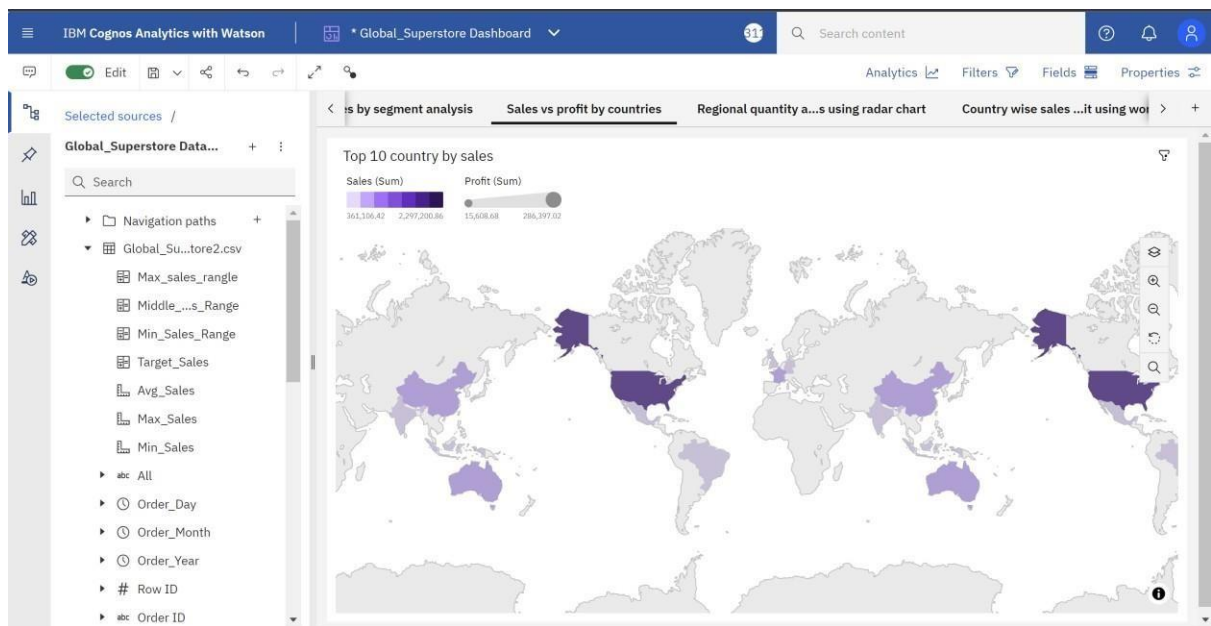 IBM Cognos Analytics with Watson
* Global_Superstore Dashboard
Search content
Edit
Analytics
Filters
Fields
Properties
Selected sources /
Global_Superstore Data...
Search
Navigation paths
Global_Su...tore2.csv
Max_sales_rangle
Middle_...s_Range
Min_Sales_Range
Target_Sales
Avg_Sales
Max_Sales
Min_Sales
abc All
Order_Day
Order_Month
Order_Year
# Row ID
abc Order ID
es by segment analysis
Sales vs profit by countries
Regional quantity a...s using radar chart
Country wise sales ...it using wor
Top 10 country by sales
Sales (Sum)
Profit (Sum)
361,106.42 2,297,200.86
15,608.68 286,397.02